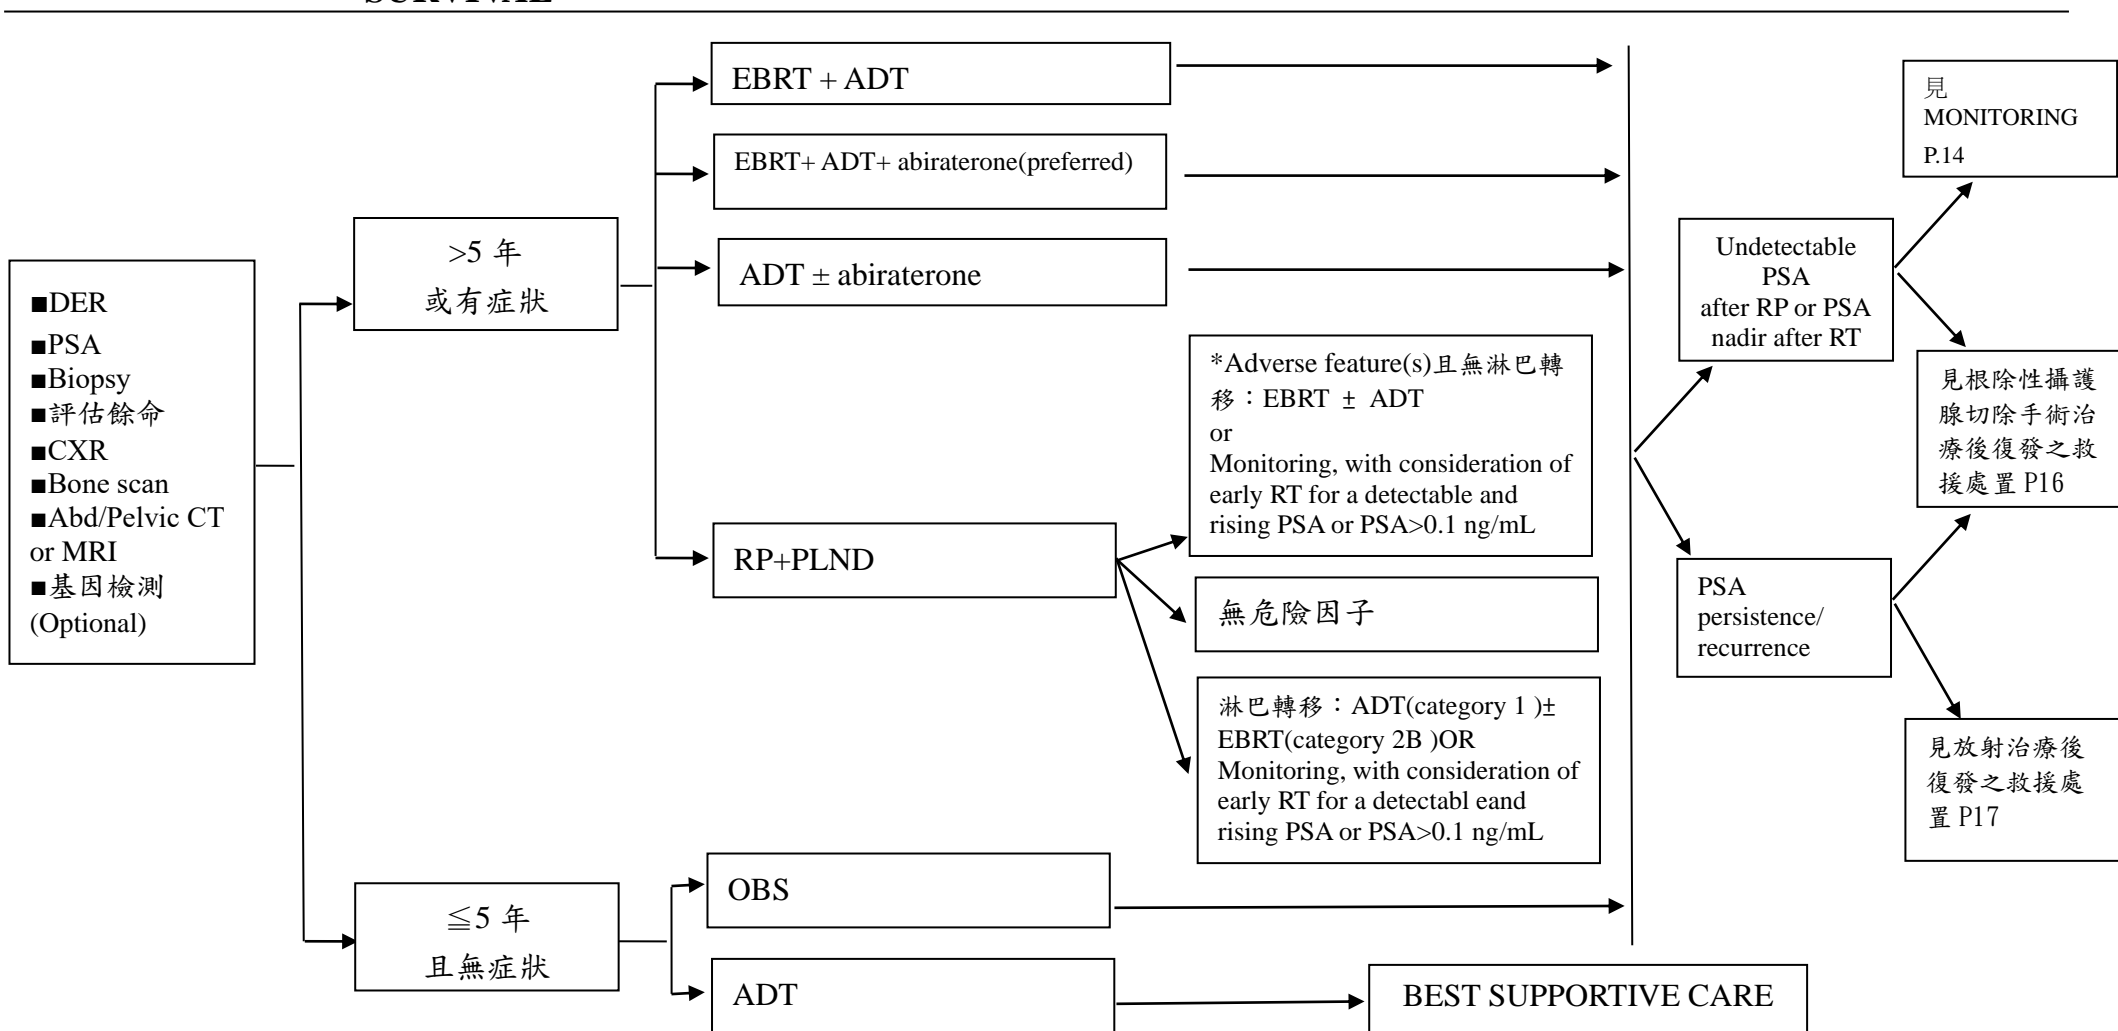 SURVIVAL
■DER
■PSA
■Biopsy
■評估餘命
■CXR
■Bone scan
■Abd/Pelvic CT
or MRI
■基因檢測
(Optional)
>5 年
或有症狀
≦5 年
且無症狀
EBRT + ADT
EBRT+ ADT+ abiraterone(preferred)
ADT ± abiraterone
RP+PLND
*Adverse feature(s)且無淋巴轉
移：EBRT ± ADT
or
Monitoring, with consideration of
early RT for a detectable and
rising PSA or PSA>0.1 ng/mL
無危險因子
淋巴轉移：ADT(category 1 )±
EBRT(category 2B )OR
Monitoring, with consideration of
early RT for a detectabl eand
rising PSA or PSA>0.1 ng/mL
OBS
ADT
BEST SUPPORTIVE CARE
Undetectable
PSA
after RP or PSA
nadir after RT
PSA
persistence/
recurrence
見
MONITORING
P.14
見根除性攝護
腺切除手術治
療後復發之救
援處置 P16
見放射治療後
復發之救援處
置 P17